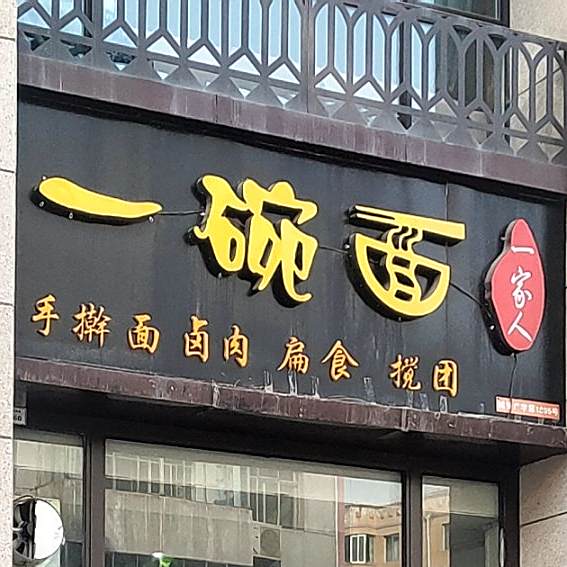 一碗面
一家人
手擀面 卤肉 扁食 搅团